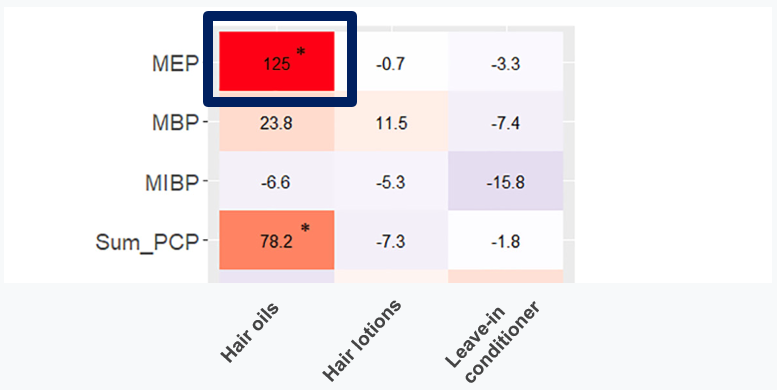 MEP 125 * -0.7 -3.3
MBP 23.8 11.5 -7.4
MIBP -6.6 -5.3 -15.8
Sum_PCP 78.2 * -7.3 -1.8
Hair oils
Hair lotions
Leave-in
conditioner